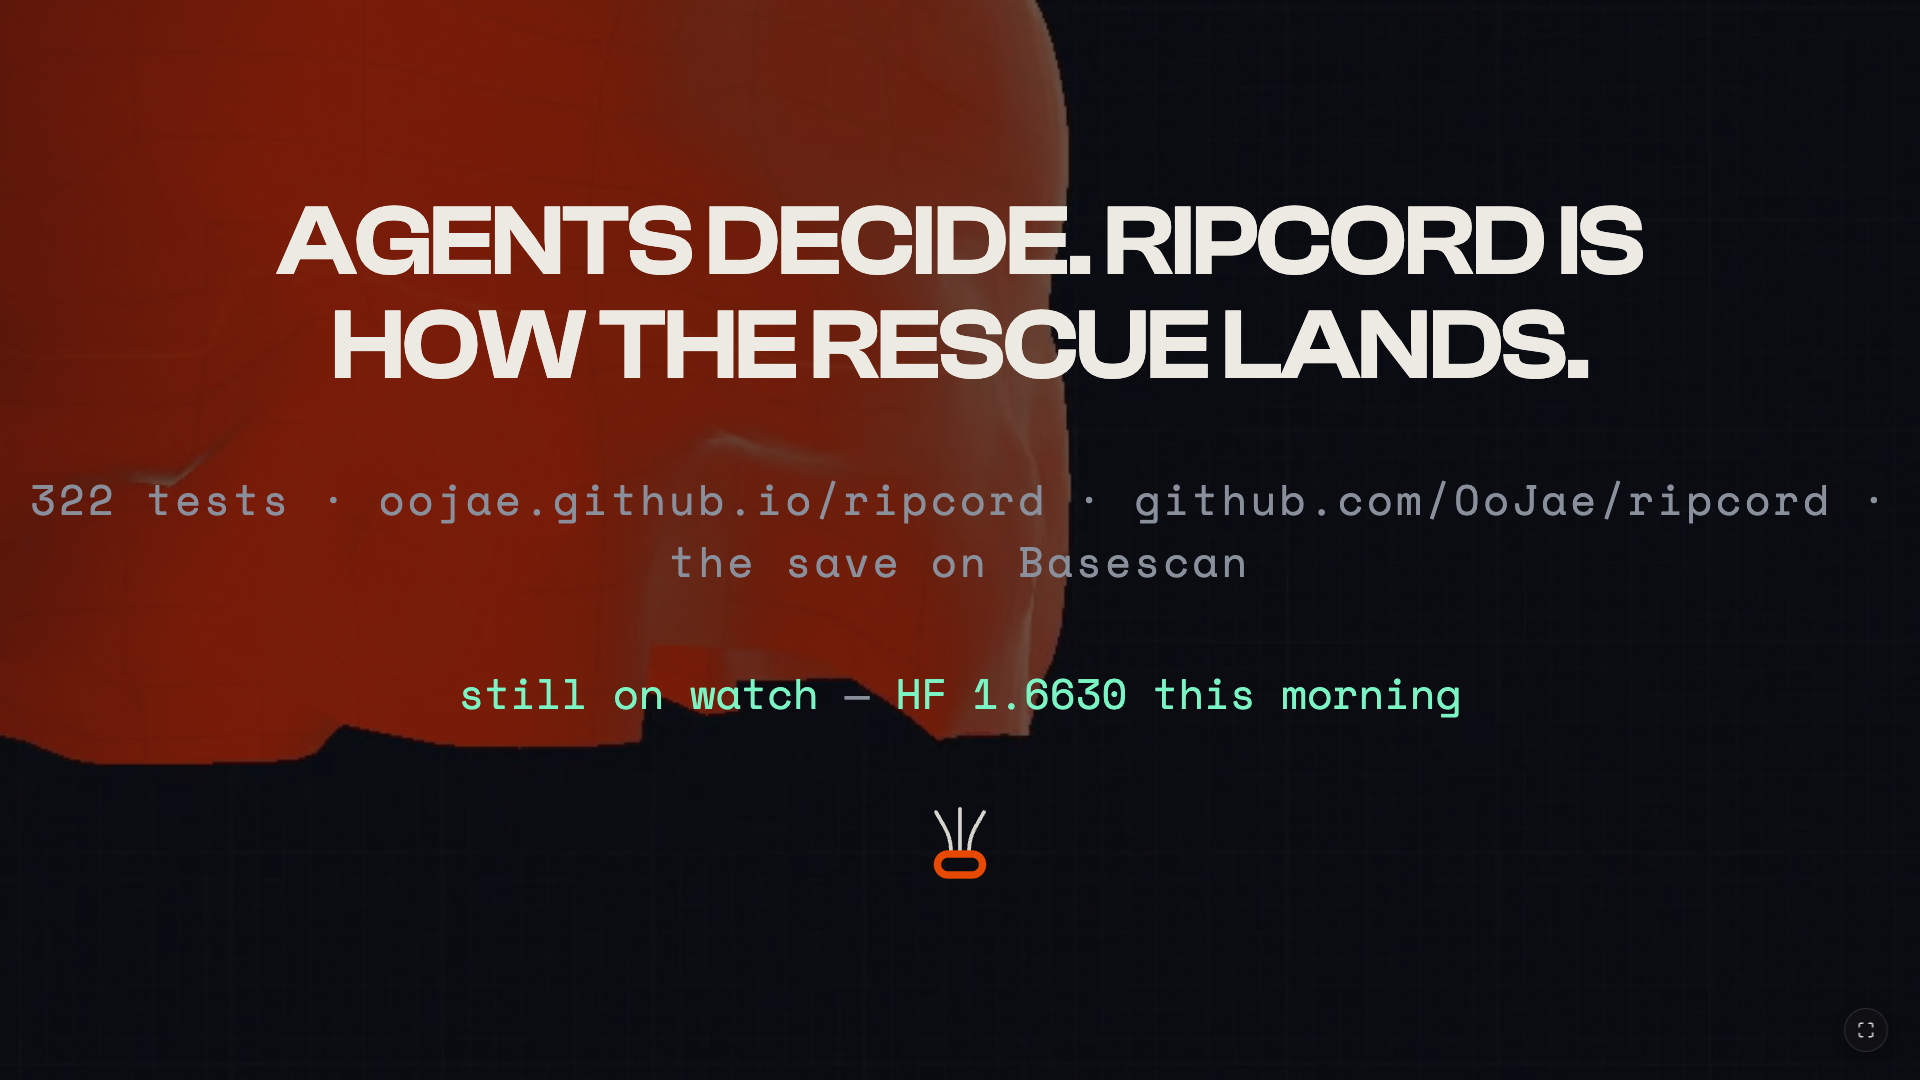 AGENTS DECIDE. RIPCORD IS
HOW THE RESCUE LANDS.
322 tests · oojae.github.io/ripcord · github.com/OoJae/ripcord ·
the save on Basescan
still on watch — HF 1.6630 this morning